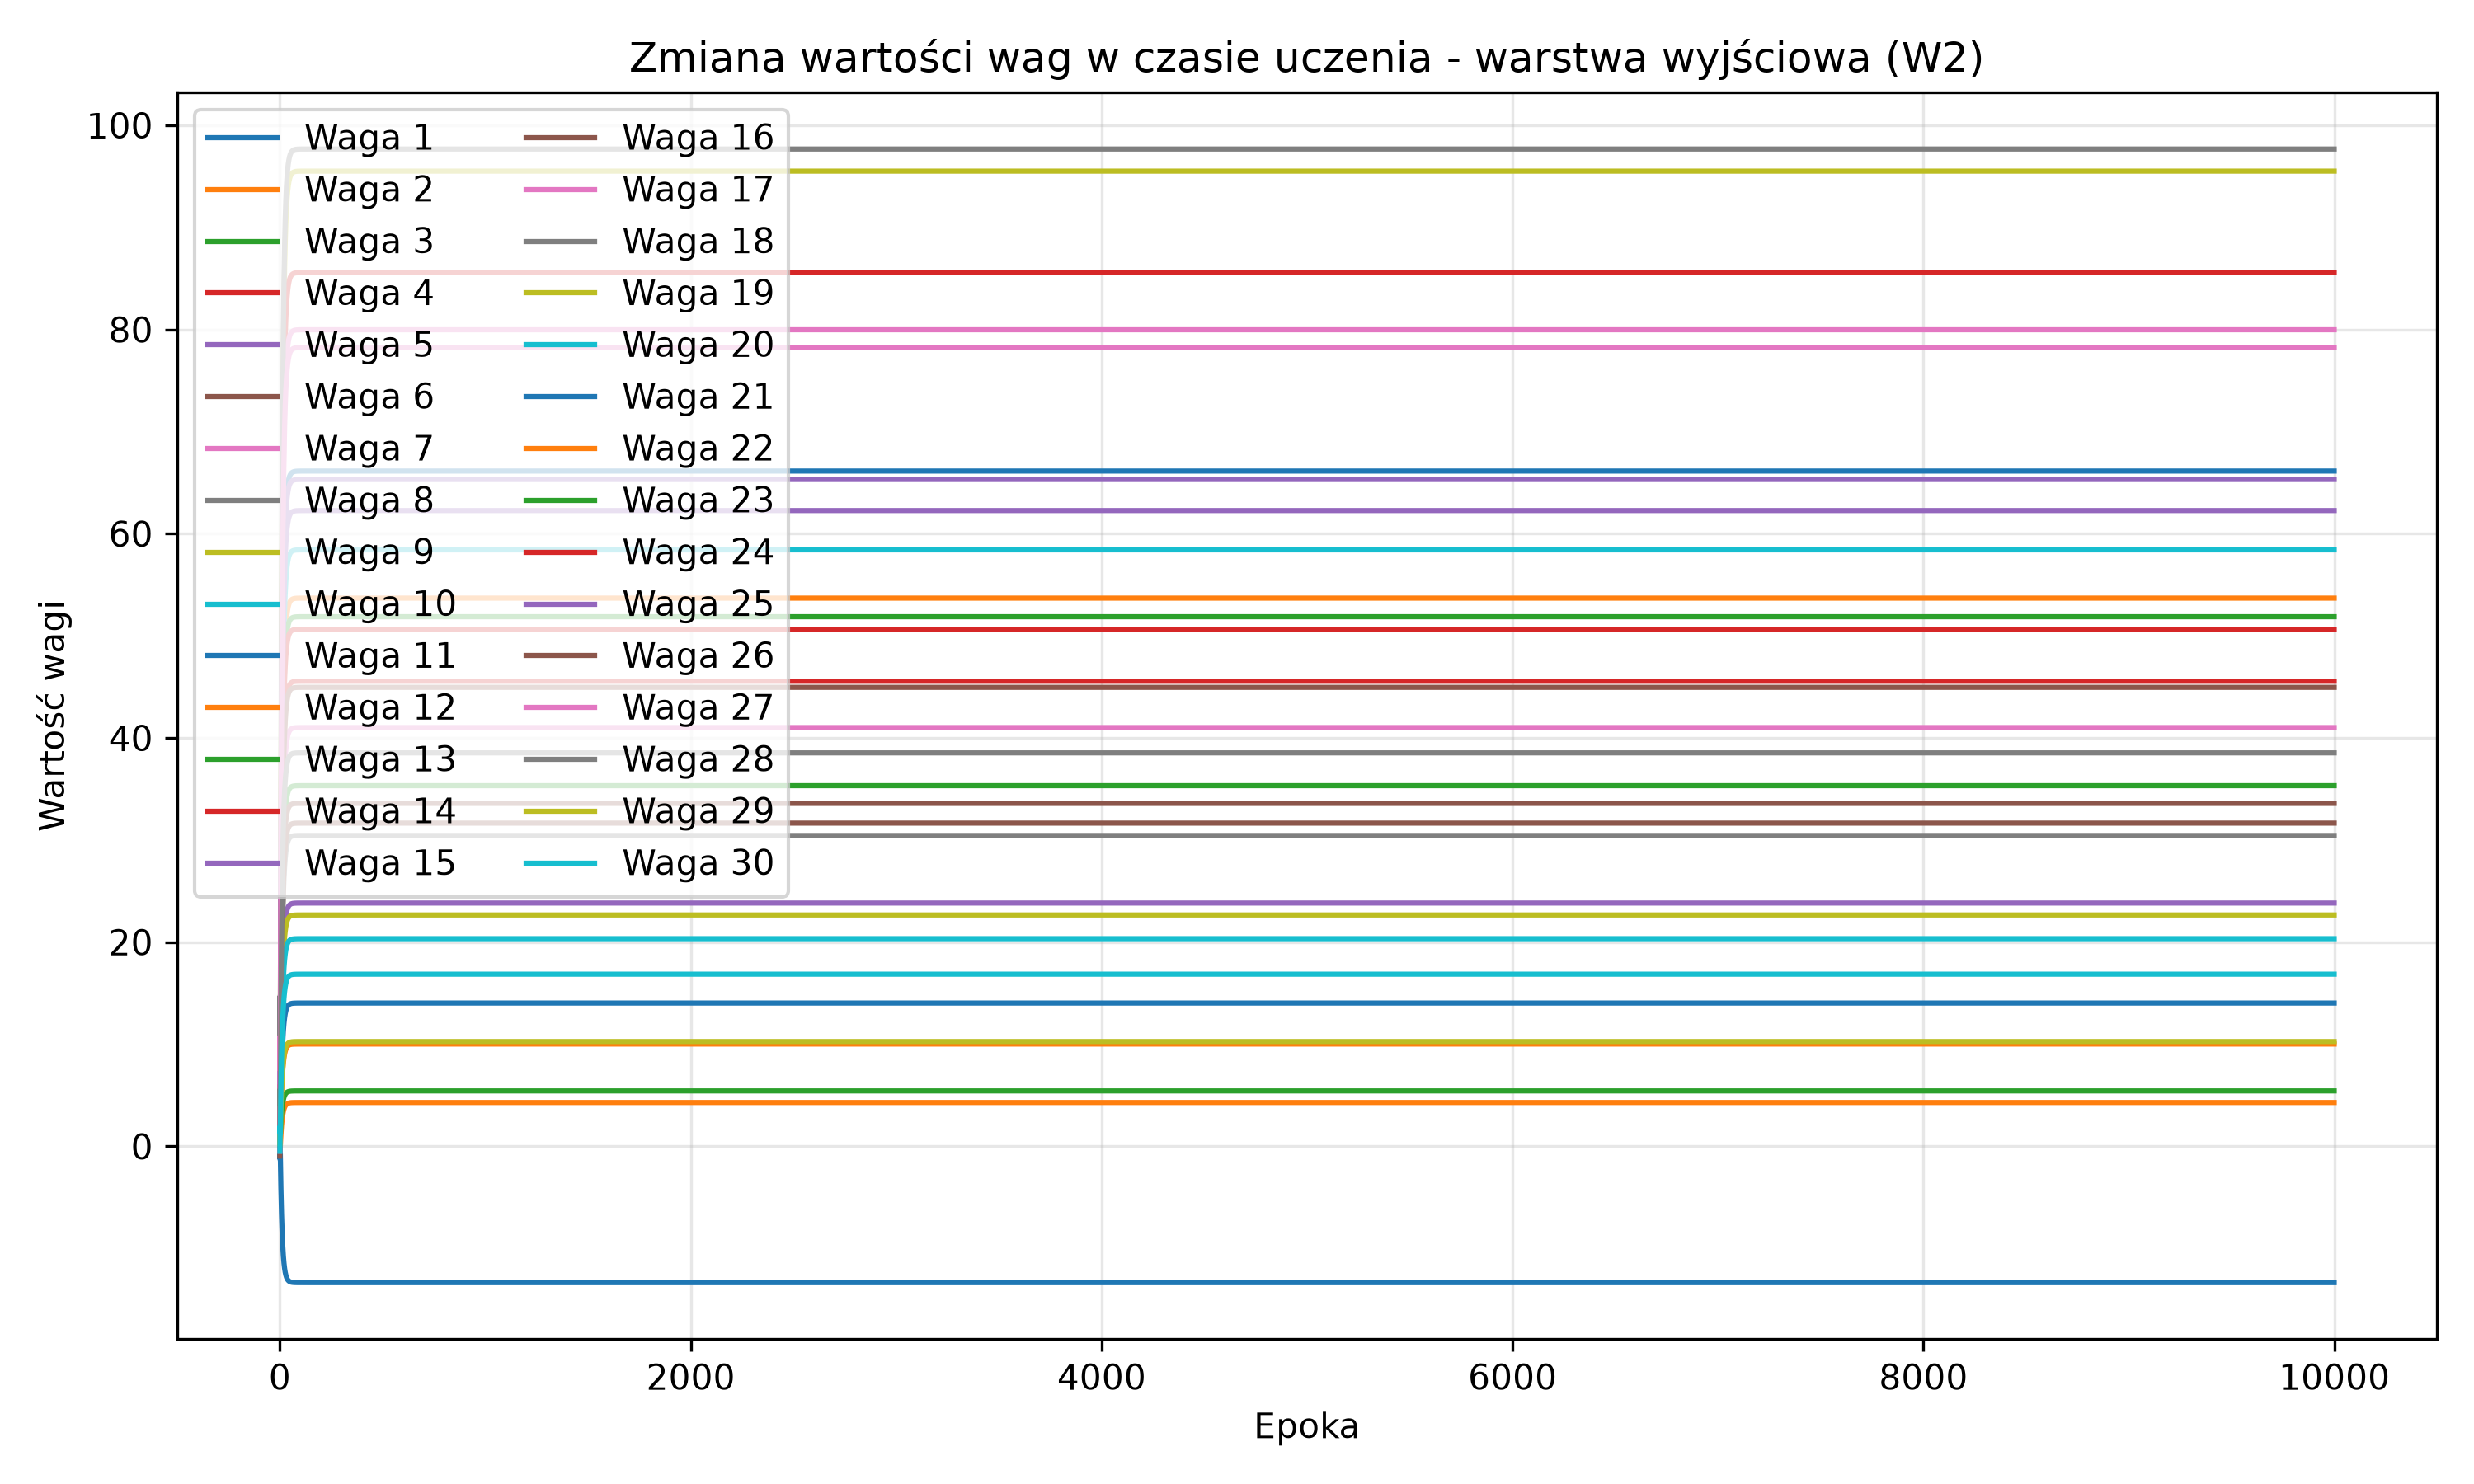 Zmiana wartości wag w czasie uczenia - warstwa wyjściowa (W2)
Wartość wagi
100
80
60
40
20
0
Waga 1
Waga 2
Waga 3
Waga 4
Waga 5
Waga 6
Waga 7
Waga 8
Waga 9
Waga 10
Waga 11
Waga 12
Waga 13
Waga 14
Waga 15
Waga 16
Waga 17
Waga 18
Waga 19
Waga 20
Waga 21
Waga 22
Waga 23
Waga 24
Waga 25
Waga 26
Waga 27
Waga 28
Waga 29
Waga 30
0 2000 4000 6000 8000 10000
Epoka